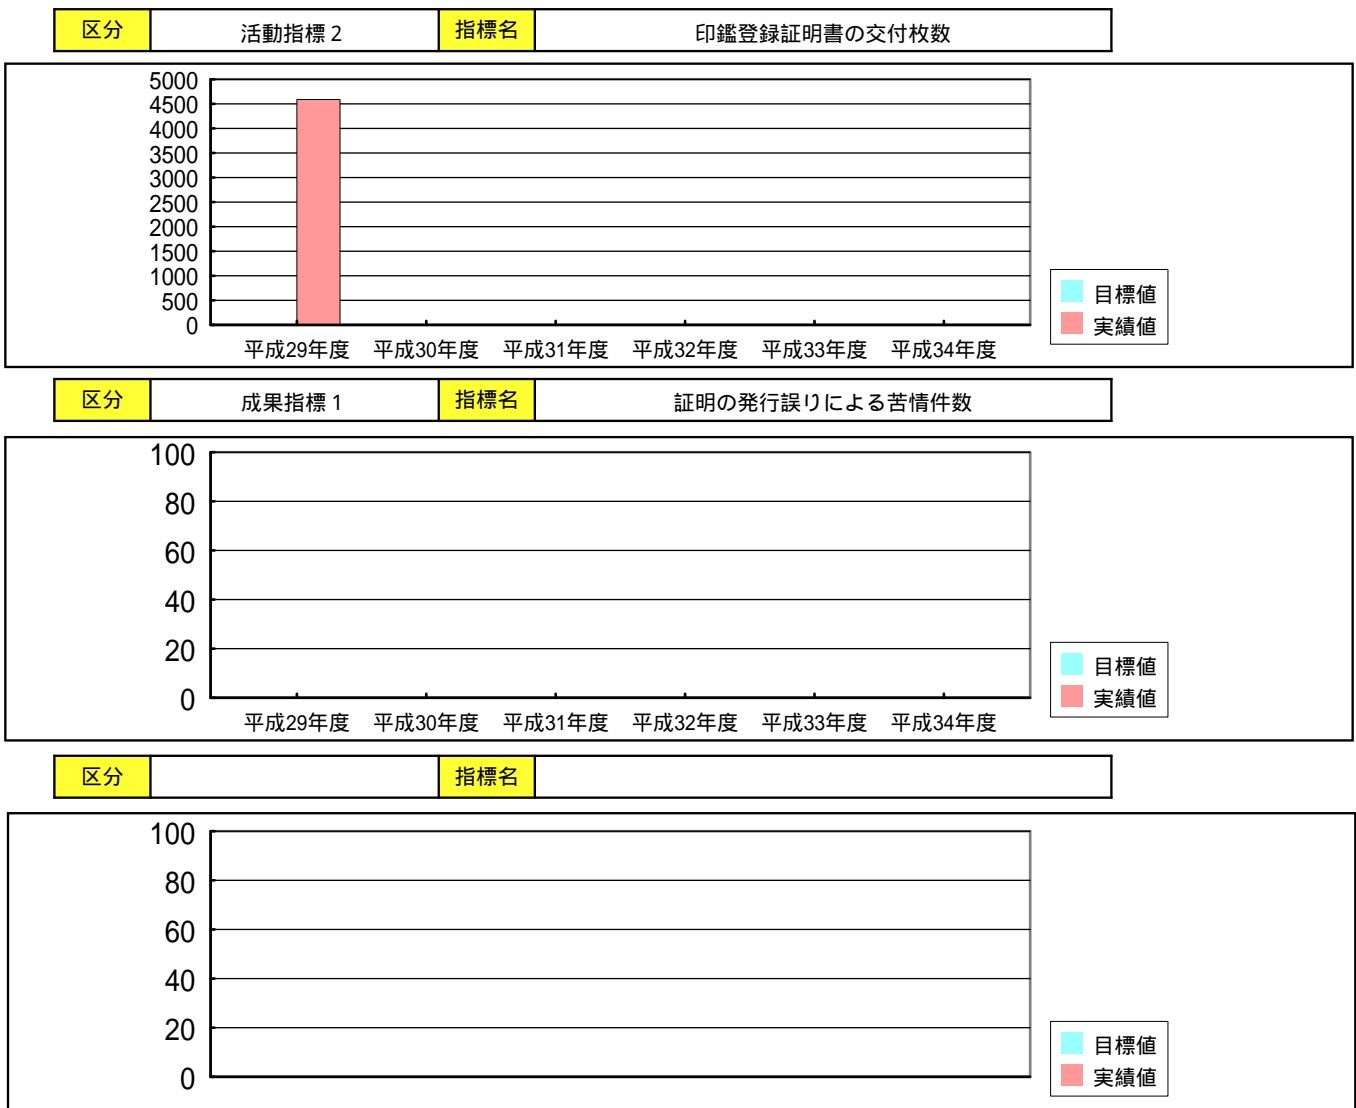 区分 活動指標２ 指標名 印鑑登録証明書の交付枚数
5000
4500
4000
3500
3000
2500
2000
1500
1000
500
0
平成29年度 平成30年度 平成31年度 平成32年度 平成33年度 平成34年度
目標値
実績値
区分 成果指標１ 指標名 証明の発行誤りによる苦情件数
100
80
60
40
20
0
平成29年度 平成30年度 平成31年度 平成32年度 平成33年度 平成34年度
目標値
実績値
区分 指標名
100
80
60
40
20
0
目標値
実績値